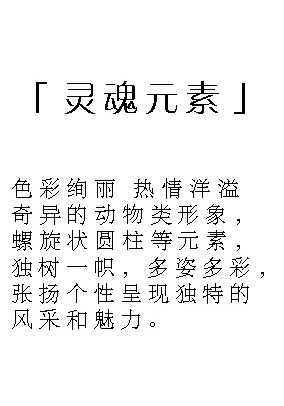 「灵魂元素」
色彩绚丽 热情洋溢
奇异的动物类形象，
螺旋状圆柱等元素，
独树一帜，多姿多彩，
张扬个性呈现独特的
风采和魅力。